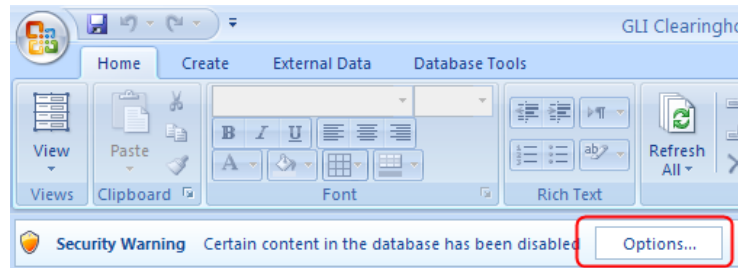 GLI Clearingho
Home Create External Data Database Tools
View Paste B I U A ab Refresh All
Views Clipboard Font Rich Text
Security Warning Certain content in the database has been disabled Options...